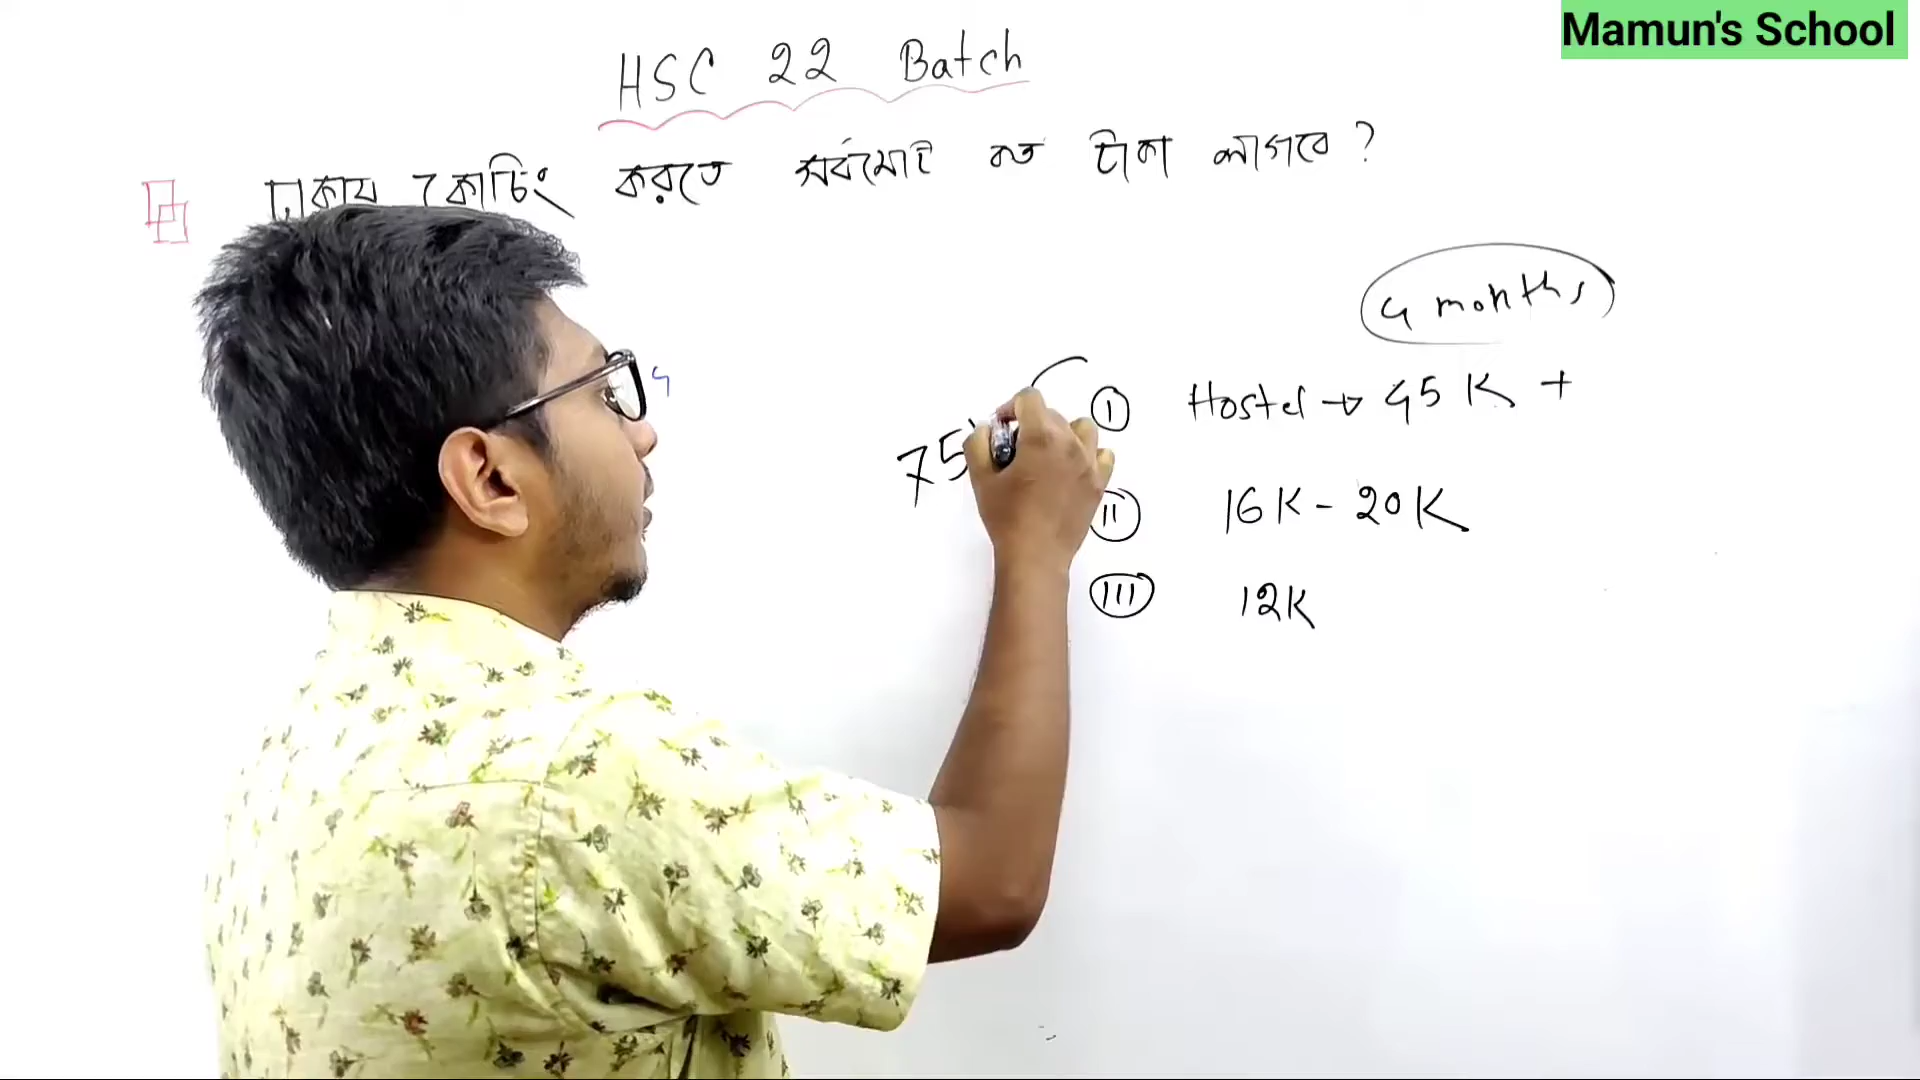 Mamun's School
HSC 22 Batch
ঢাকায় কোচিং করতে সর্বমোট কত টাকা লাগবে ?
4 months
I Hostel → 45 K +
75
II 16K - 20K
III 12K